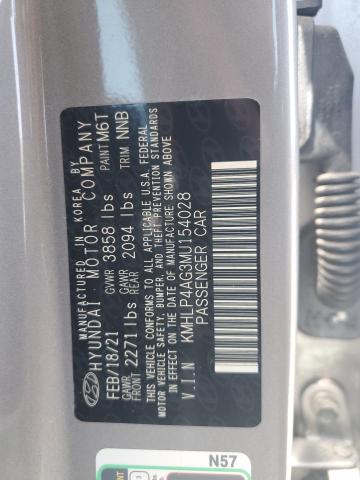 MADE IN KOREA BY
HYUNDAI MOTOR COMPANY
FEB/18/21 GVWR 3858 lbs PAINT M6T
GAWR FRONT 2271 lbs GAWR REAR 2094 lbs TRIM NNB
THIS VEHICLE CONFORMS TO ALL APPLICABLE U.S.A. FEDERAL
MOTOR VEHICLE SAFETY, BUMPER, AND THEFT PREVENTION STANDARDS
IN EFFECT ON THE DATE OF MANUFACTURE SHOWN ABOVE.
V.I.N KMHLP4AG3MU154028
PASSENGER CAR
N57